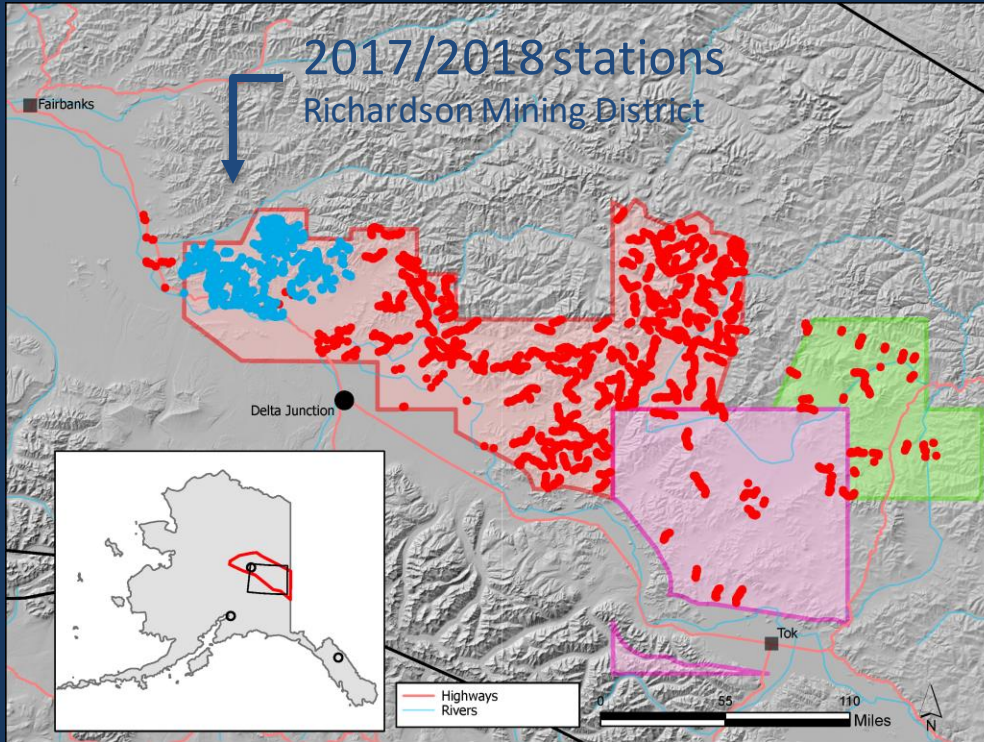 2017/2018 stations
Richardson Mining District
Fairbanks
Delta Junction
Tok
Highways
Rivers
0 55 110
Miles
N